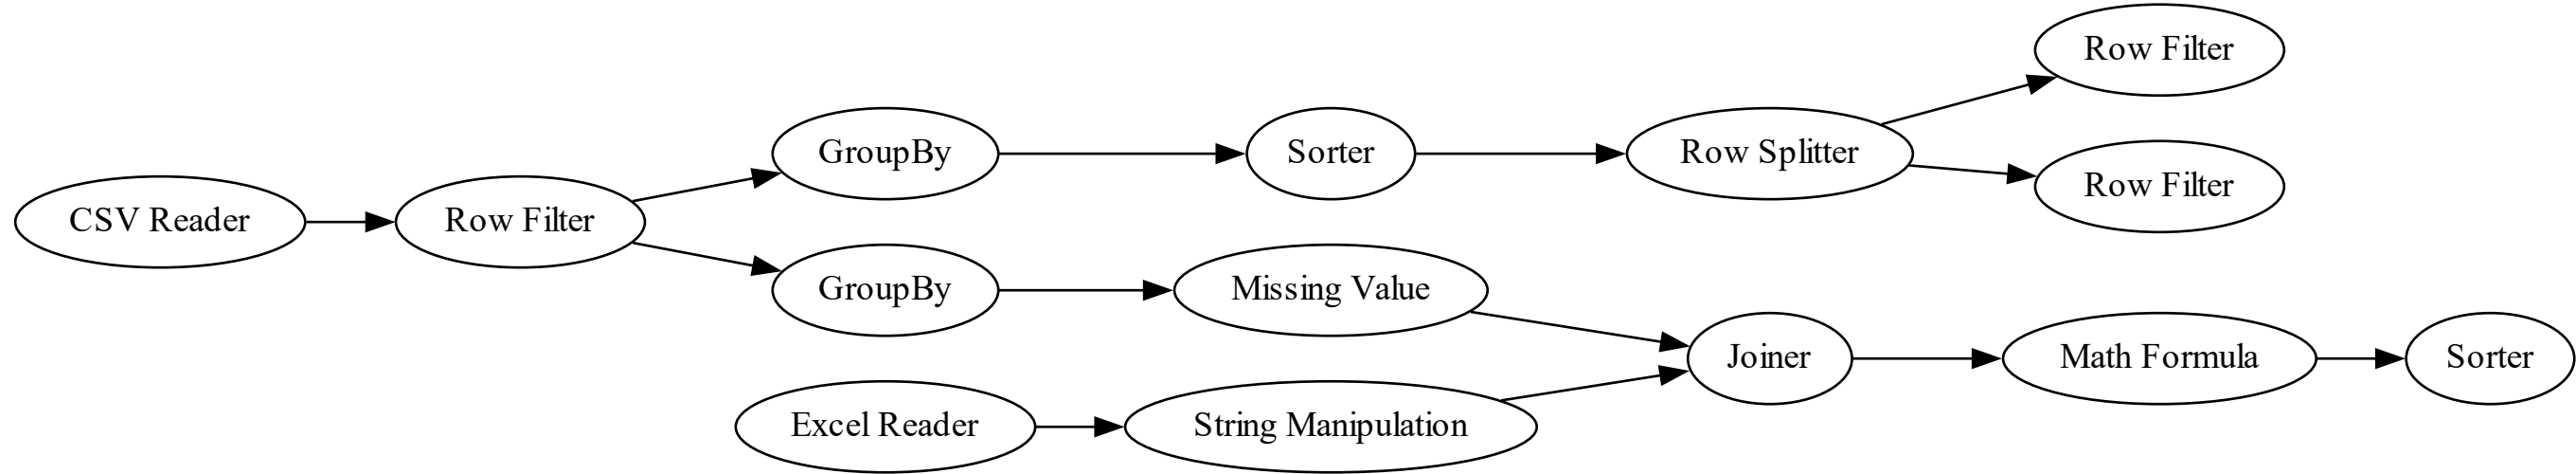 CSV Reader
Row Filter
GroupBy
Sorter
Row Splitter
Row Filter
Row Filter
GroupBy
Missing Value
Excel Reader
String Manipulation
Joiner
Math Formula
Sorter